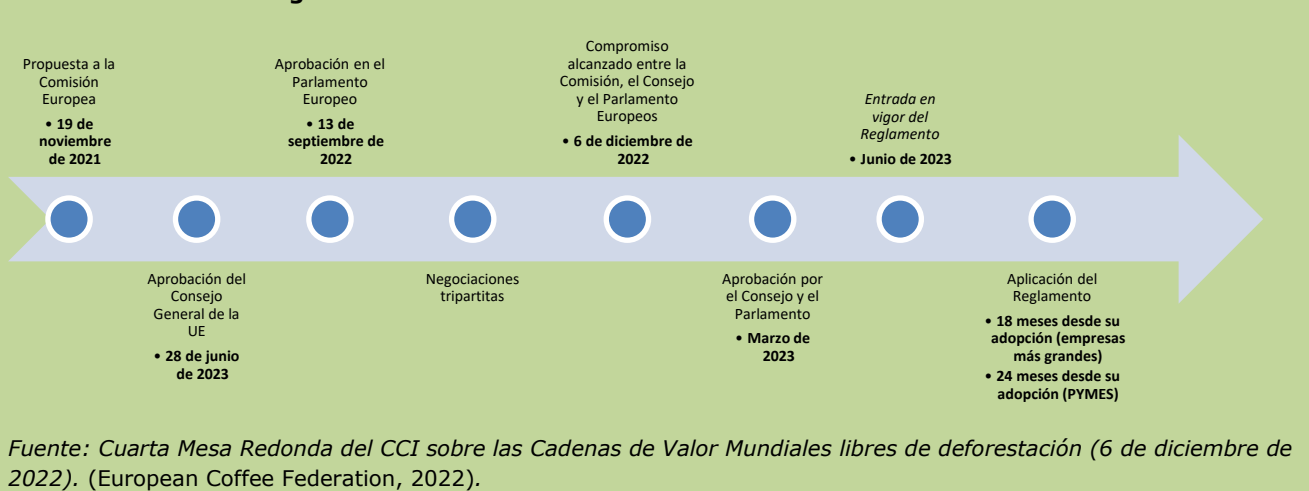 Propuesta a la
Comisión
Europea
• 19 de
noviembre
de 2021
Aprobación del
Consejo
General de la
UE
• 28 de junio
de 2023
Aprobación en el
Parlamento
Europeo
• 13 de
septiembre de
2022
Negociaciones
tripartitas
Compromiso
alcanzado entre la
Comisión, el Consejo
y el Parlamento
Europeos
• 6 de diciembre de
2022
Aprobación por
el Consejo y el
Parlamento
• Marzo de
2023
Entrada en
vigor del
Reglamento
• Junio de 2023
Aplicación del
Reglamento
• 18 meses desde su
adopción (empresas
más grandes)
• 24 meses desde su
adopción (PYMES)
Fuente: Cuarta Mesa Redonda del CCI sobre las Cadenas de Valor Mundiales libres de deforestación (6 de diciembre de
2022). (European Coffee Federation, 2022).